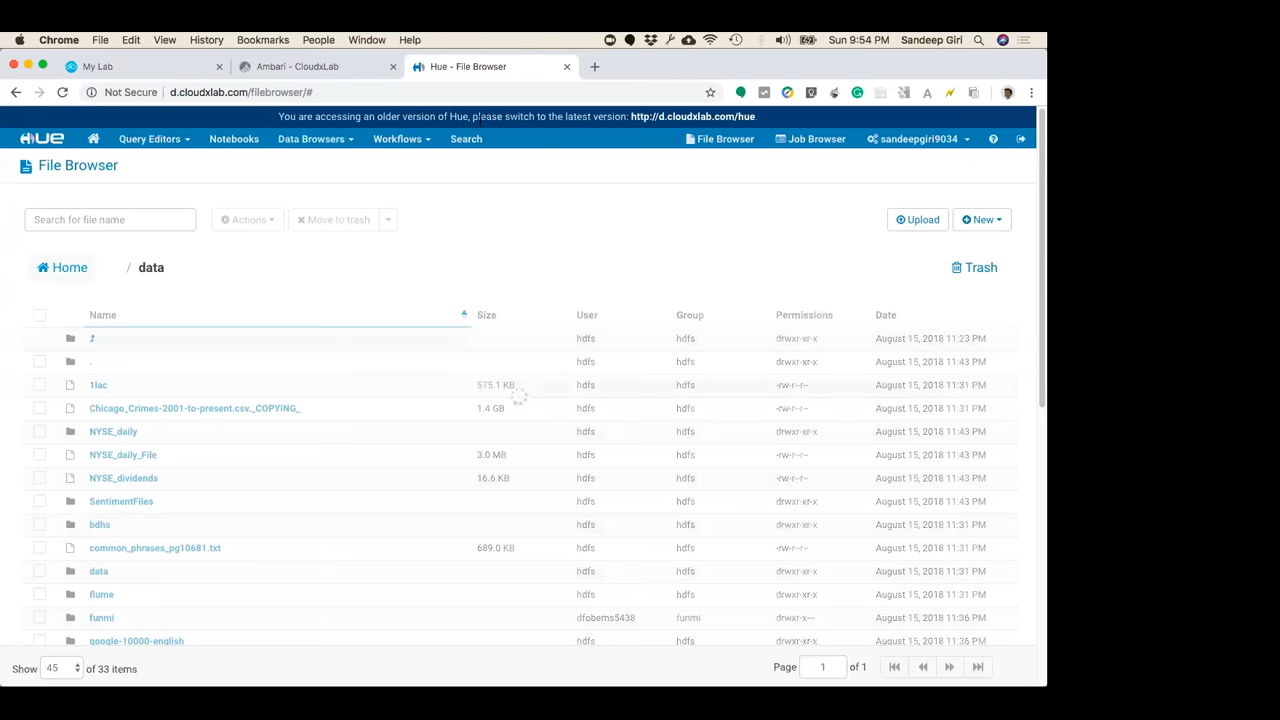 Chrome File Edit View History Bookmarks People Window Help Sun 9:54 PM Sandeep Giri
My Lab Ambari - CloudxLab Hue - File Browser
Not Secure d.cloudxlab.com/filebrowser/#
You are accessing an older version of Hue, please switch to the latest version: http://d.cloudxlab.com/hue.
HUE Query Editors Notebooks Data Browsers Workflows Search File Browser Job Browser sandeepgiri9034
File Browser
Search for file name Actions Move to trash Upload New
Home / data Trash
Name Size User Group Permissions Date
hdfs hdfs drwxr-xr-x August 15, 2018 11:23 PM
. hdfs hdfs drwxr-xr-x August 15, 2018 11:43 PM
1lac 575.1 KB hdfs hdfs -rw-r--r-- August 15, 2018 11:31 PM
Chicago_Crimes-2001-to-present.csv._COPYING_ 1.4 GB hdfs hdfs -rw-r--r-- August 15, 2018 11:31 PM
NYSE_daily hdfs hdfs drwxr-xr-x August 15, 2018 11:43 PM
NYSE_daily_File 3.0 MB hdfs hdfs -rw-r--r-- August 15, 2018 11:43 PM
NYSE_dividends 16.6 KB hdfs hdfs -rw-r--r-- August 15, 2018 11:43 PM
SentimentFiles hdfs hdfs drwxr-xr-x August 15, 2018 11:43 PM
bdhs hdfs hdfs drwxr-xr-x August 15, 2018 11:31 PM
common_phrases_pg10681.txt 689.0 KB hdfs hdfs -rw-r--r-- August 15, 2018 11:31 PM
data hdfs hdfs drwxr-xr-x August 15, 2018 11:31 PM
flume hdfs hdfs drwxr-xr-x August 15, 2018 11:31 PM
funmi dfobems5438 funmi drwxr-x--- August 15, 2018 11:36 PM
google-10000-english hdfs hdfs drwxr-xr-x August 15, 2018 11:36 PM
Show 45 of 33 items Page 1 of 1